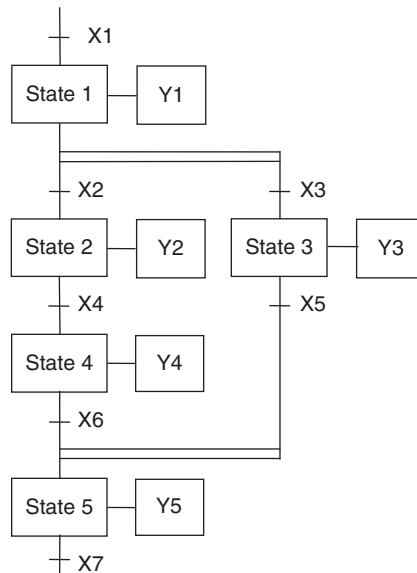 X1
State 1 Y1
X2 X3
State 2 Y2 State 3 Y3
X4 X5
State 4 Y4
X6
State 5 Y5
X7